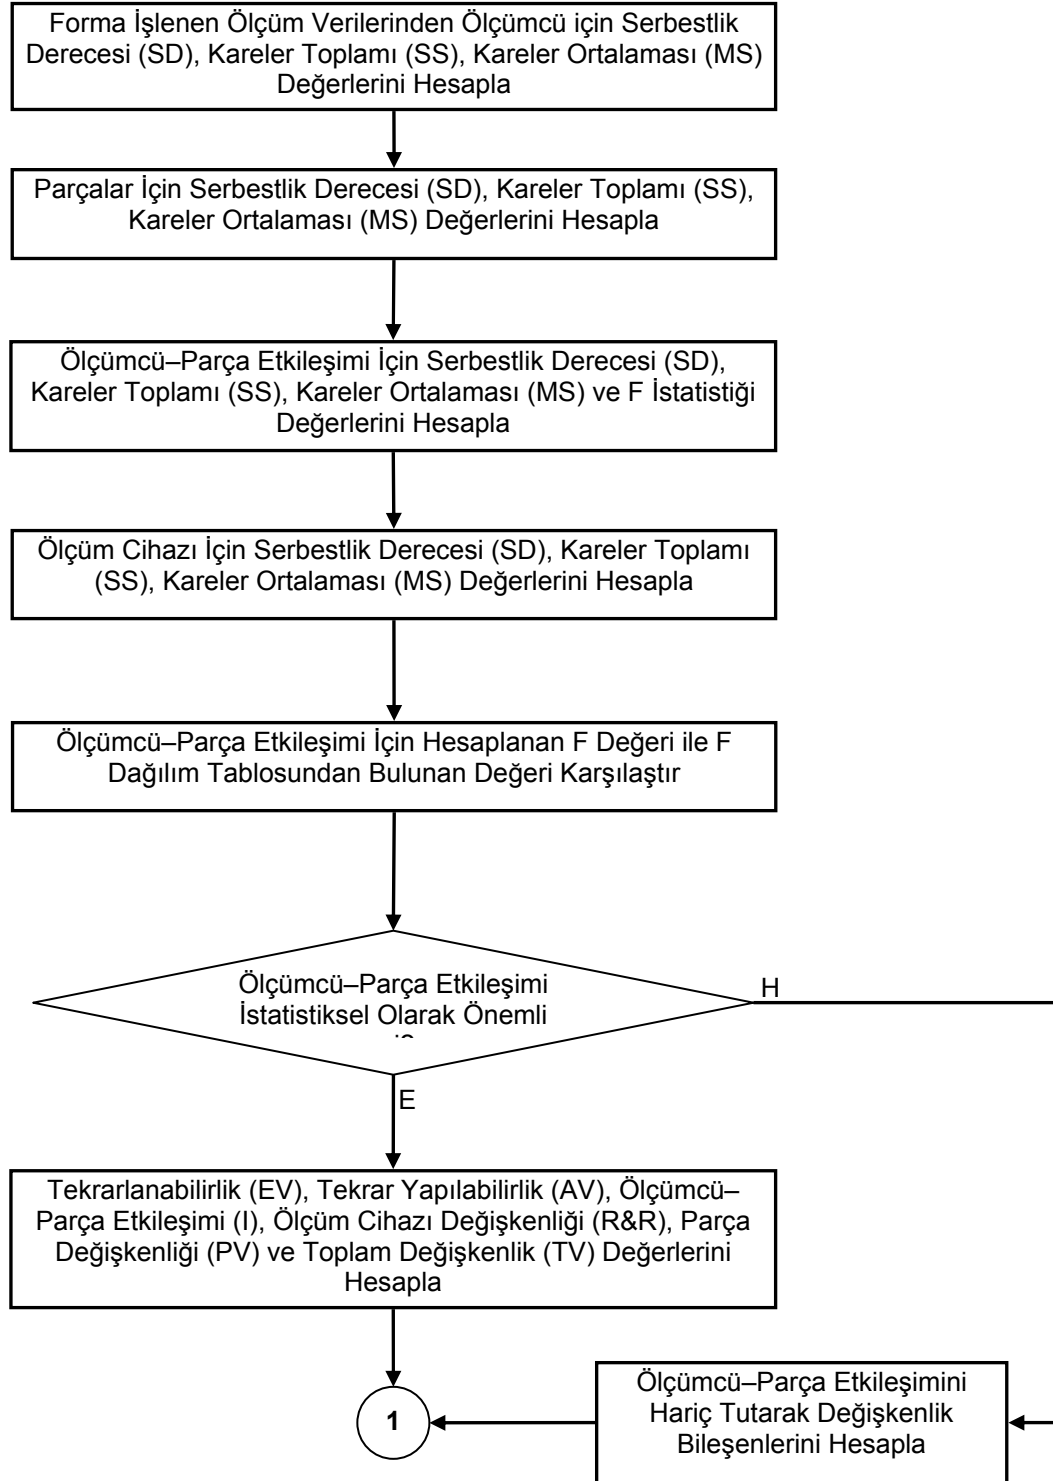 Forma İşlenen Ölçüm Verilerinden Ölçümcü için Serbestlik
Derecesi (SD), Kareler Toplamı (SS), Kareler Ortalaması (MS)
Değerlerini Hesapla
Parçalar İçin Serbestlik Derecesi (SD), Kareler Toplamı (SS),
Kareler Ortalaması (MS) Değerlerini Hesapla
Ölçümcü–Parça Etkileşimi İçin Serbestlik Derecesi (SD),
Kareler Toplamı (SS), Kareler Ortalaması (MS) ve F İstatistiği
Değerlerini Hesapla
Ölçüm Cihazı İçin Serbestlik Derecesi (SD), Kareler Toplamı
(SS), Kareler Ortalaması (MS) Değerlerini Hesapla
Ölçümcü–Parça Etkileşimi İçin Hesaplanan F Değeri ile F
Dağılım Tablosundan Bulunan Değeri Karşılaştır
Ölçümcü–Parça Etkileşimi
İstatistiksel Olarak Önemli
H
E
Tekrarlanabilirlik (EV), Tekrar Yapılabilirlik (AV), Ölçümcü–
Parça Etkileşimi (I), Ölçüm Cihazı Değişkenliği (R&R), Parça
Değişkenliği (PV) ve Toplam Değişkenlik (TV) Değerlerini
Hesapla
1
Ölçümcü–Parça Etkileşimini
Hariç Tutarak Değişkenlik
Bileşenlerini Hesapla